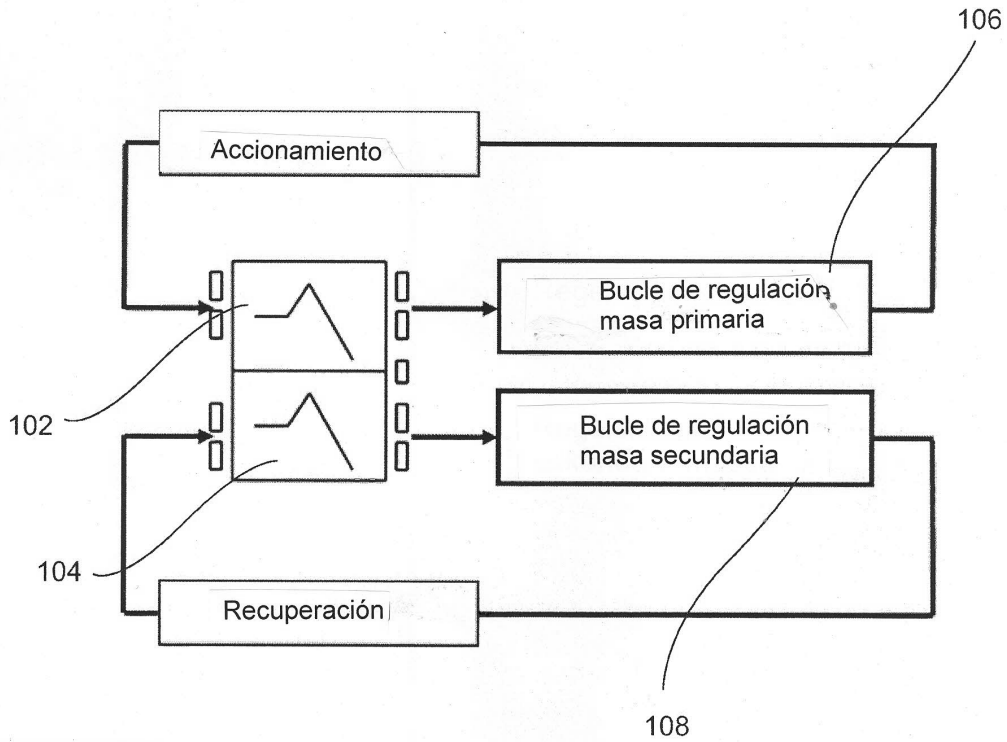 106
Accionamiento
Bucle de regulación
masa primaria
102
Bucle de regulación
masa secundaria
104
Recuperación
108